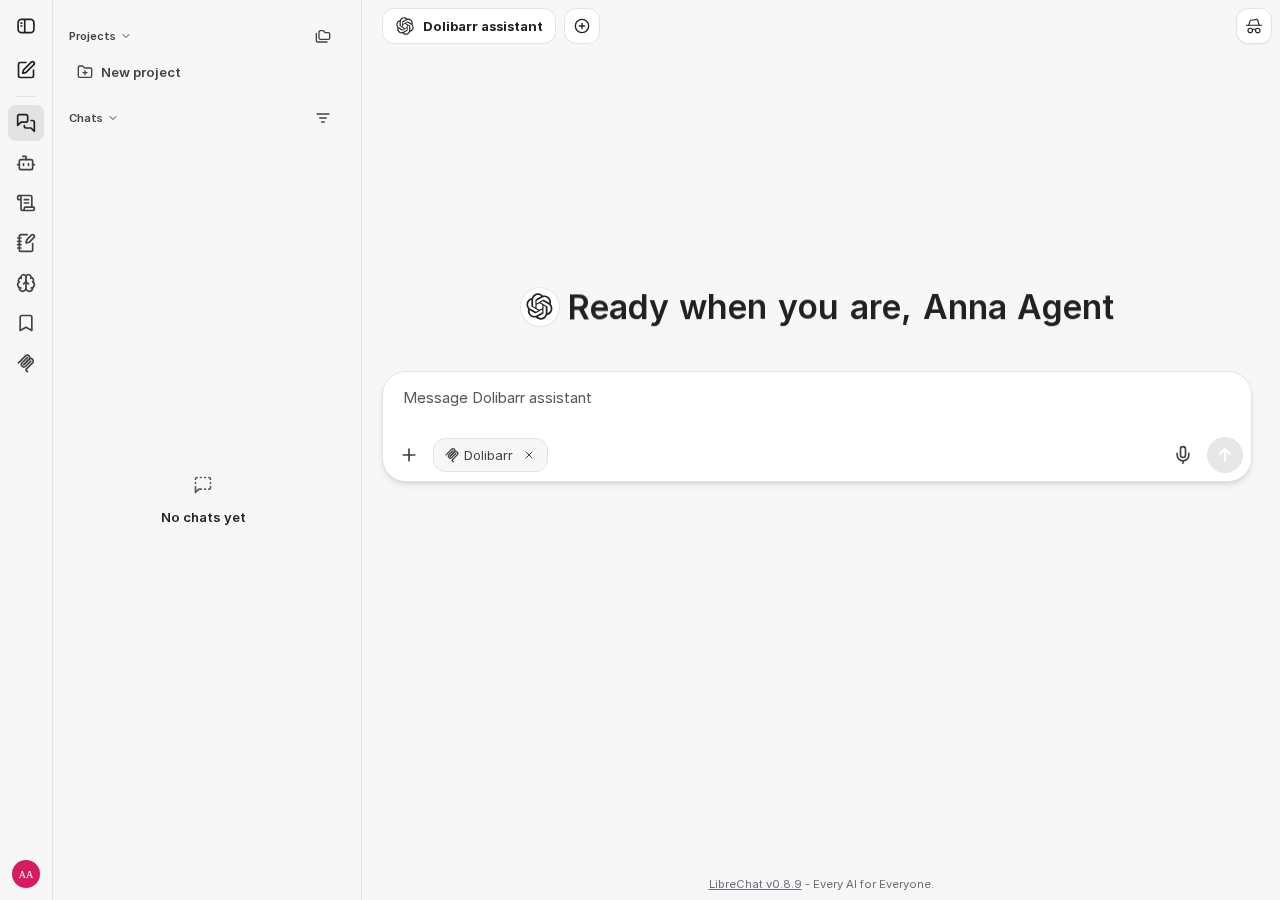 Projects
New project
Chats
No chats yet
AA
Dolibarr assistant
Ready when you are, Anna Agent
Message Dolibarr assistant
Dolibarr
LibreChat v0.8.9 - Every AI for Everyone.